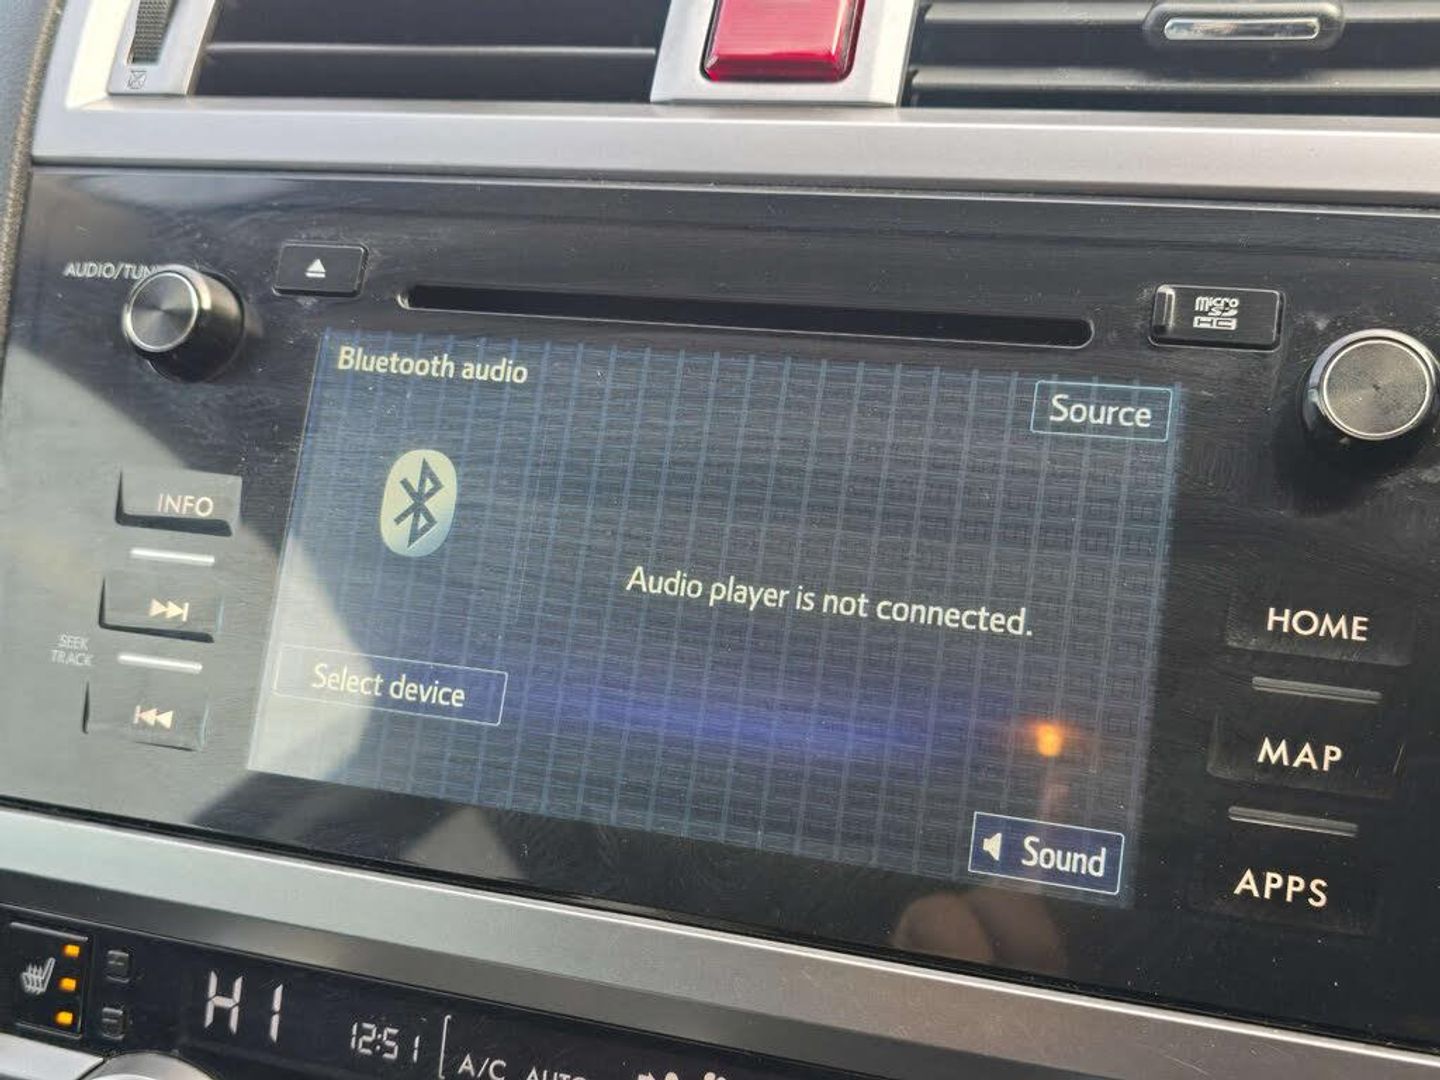 AUDIO/TUN
micro
SD
HC
Bluetooth audio
Source
INFO
Audio player is not connected.
HOME
SEEK
TRACK
Select device
MAP
Sound
APPS
HI
12:51
A/C
AUTO